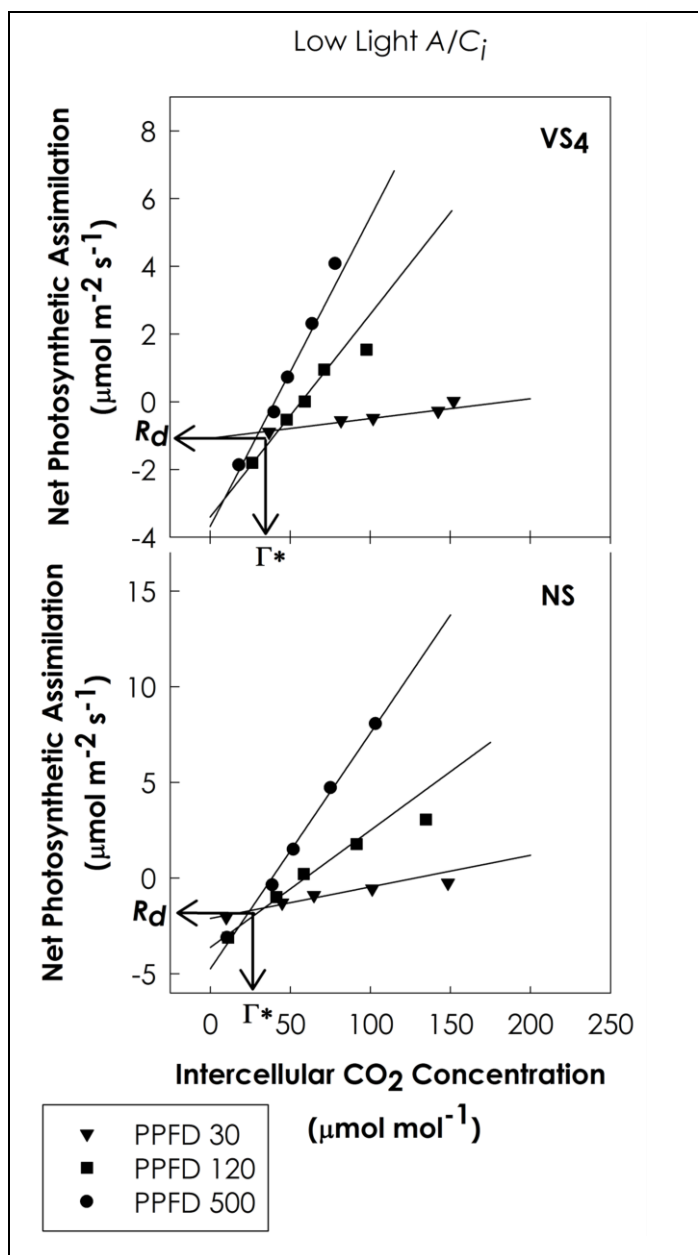 Low Light A/Ci
VS4
Net Photosynthetic Assimilation
(μmol m-2 s-1)
8
6
4
2
0
-2
-4
Rd
Γ*
NS
Net Photosynthetic Assimilation
(μmol m-2 s-1)
15
10
5
0
-5
Rd
Γ*
0 50 100 150 200 250
Intercellular CO2 Concentration
(μmol mol-1)
PPFD 30
PPFD 120
PPFD 500